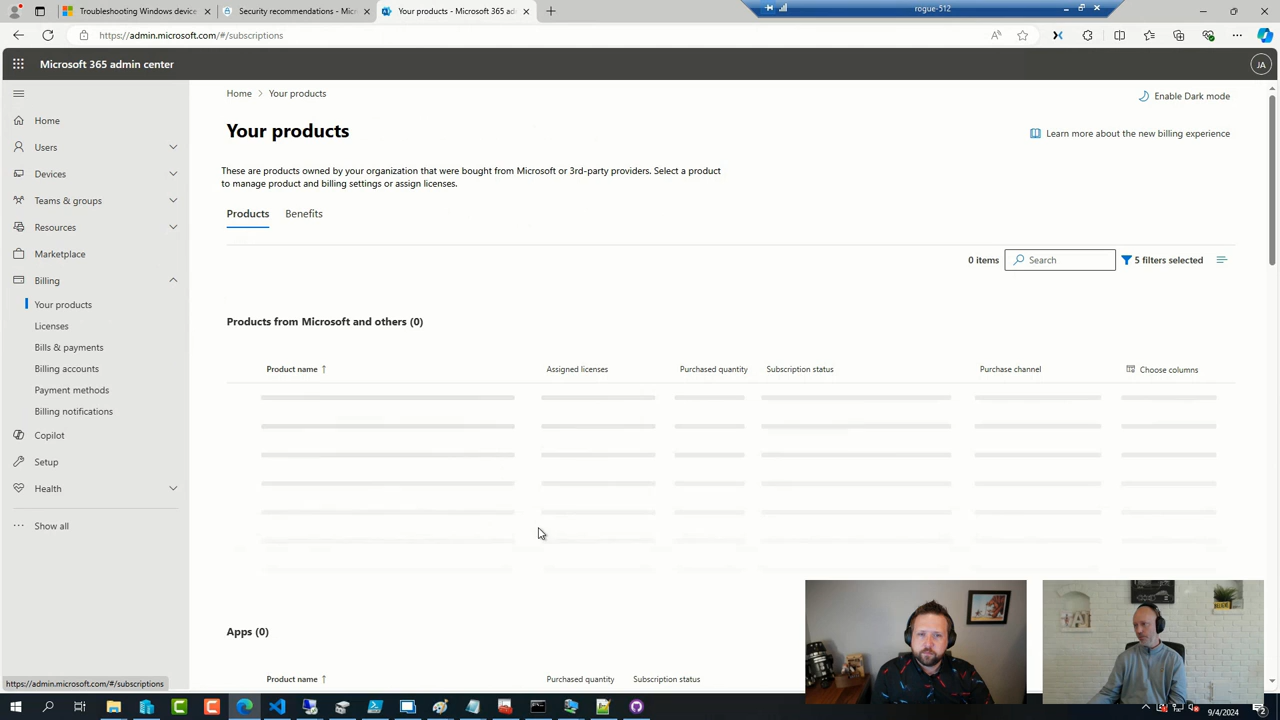 Troubleshooting Windows device
Security recommendations - Mic
Your products - Microsoft 365 ad
rogue-512
https://admin.microsoft.com/#/subscriptions
Microsoft 365 admin center
JA
Home > Your products
Enable Dark mode
Your products
Learn more about the new billing experience
These are products owned by your organization that were bought from Microsoft or 3rd-party providers. Select a product
to manage product and billing settings or assign licenses.
Products
Benefits
0 items
Search
5 filters selected
Products from Microsoft and others (0)
Product name ↑
Assigned licenses
Purchased quantity
Subscription status
Purchase channel
Choose columns
Apps (0)
Product name ↑
Purchased quantity
Subscription status
Home
Users
Devices
Teams & groups
Resources
Marketplace
Billing
Your products
Licenses
Bills & payments
Billing accounts
Payment methods
Billing notifications
Copilot
Setup
Health
Show all
https://admin.microsoft.com/#/subscriptions
9/4/2024